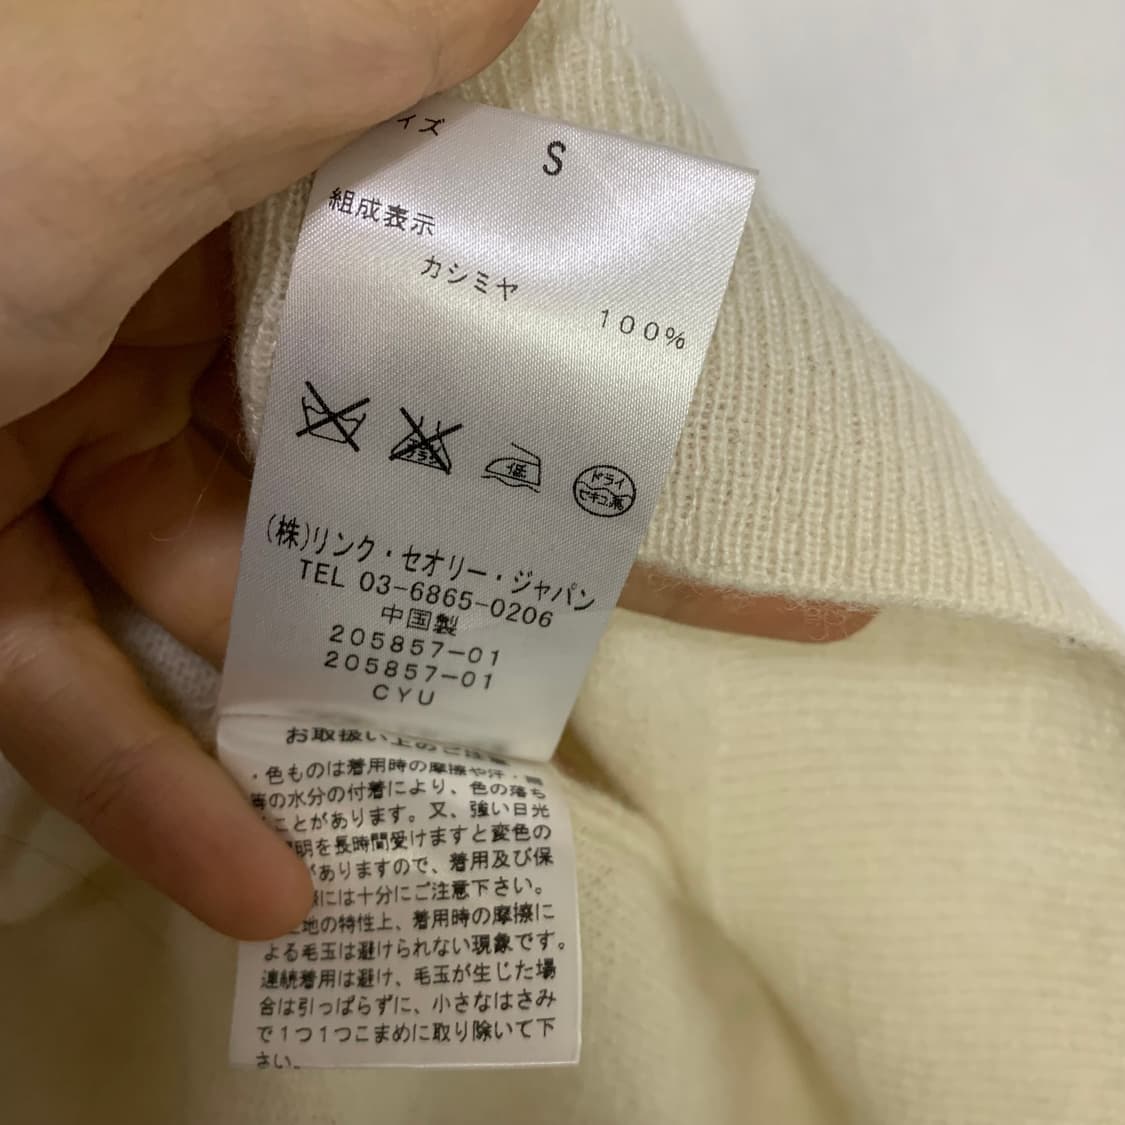 イズ S
組成表示
カシミヤ
100%
エンソサラシ
低
ドライ
セキユ系
(株)リンク・セオリー・ジャパン
TEL 03-6865-0206
中国製
205857-01
205857-01
CYU
お取扱い上のご注意
・色ものは着用時の摩擦や汗・
等の水分の付着により、色の落ち
ことがあります。又、強い日光
明を長時間受けますと変色の
がありますので、着用及び保
際には十分にご注意下さい。
地の特性上、着用時の摩擦に
よる毛玉は避けられない現象です。
連続着用は避け、毛玉が生じた場
合は引っぱらずに、小さなはさみ
で1つ1つこまめに取り除いて下
さい。